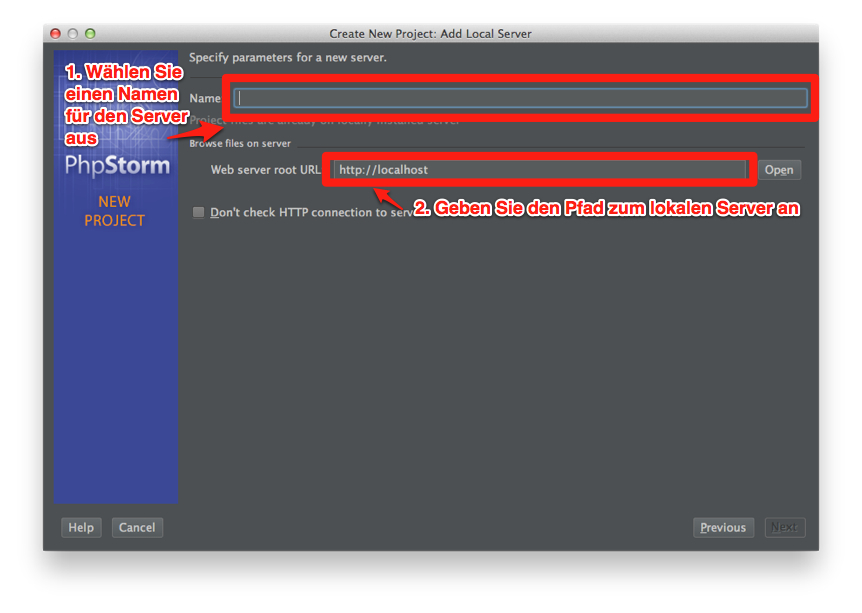 Create New Project: Add Local Server
Specify parameters for a new server.
1. Wählen Sie
einen Namen
für den Server
aus
Name
Project files are already on locally installed server
Browse files on server
PhpStorm
Web server root URL
http://localhost
Open
NEW
PROJECT
Don't check HTTP connection to serv
2. Geben Sie den Pfad zum lokalen Server an
Help
Cancel
Previous
Next